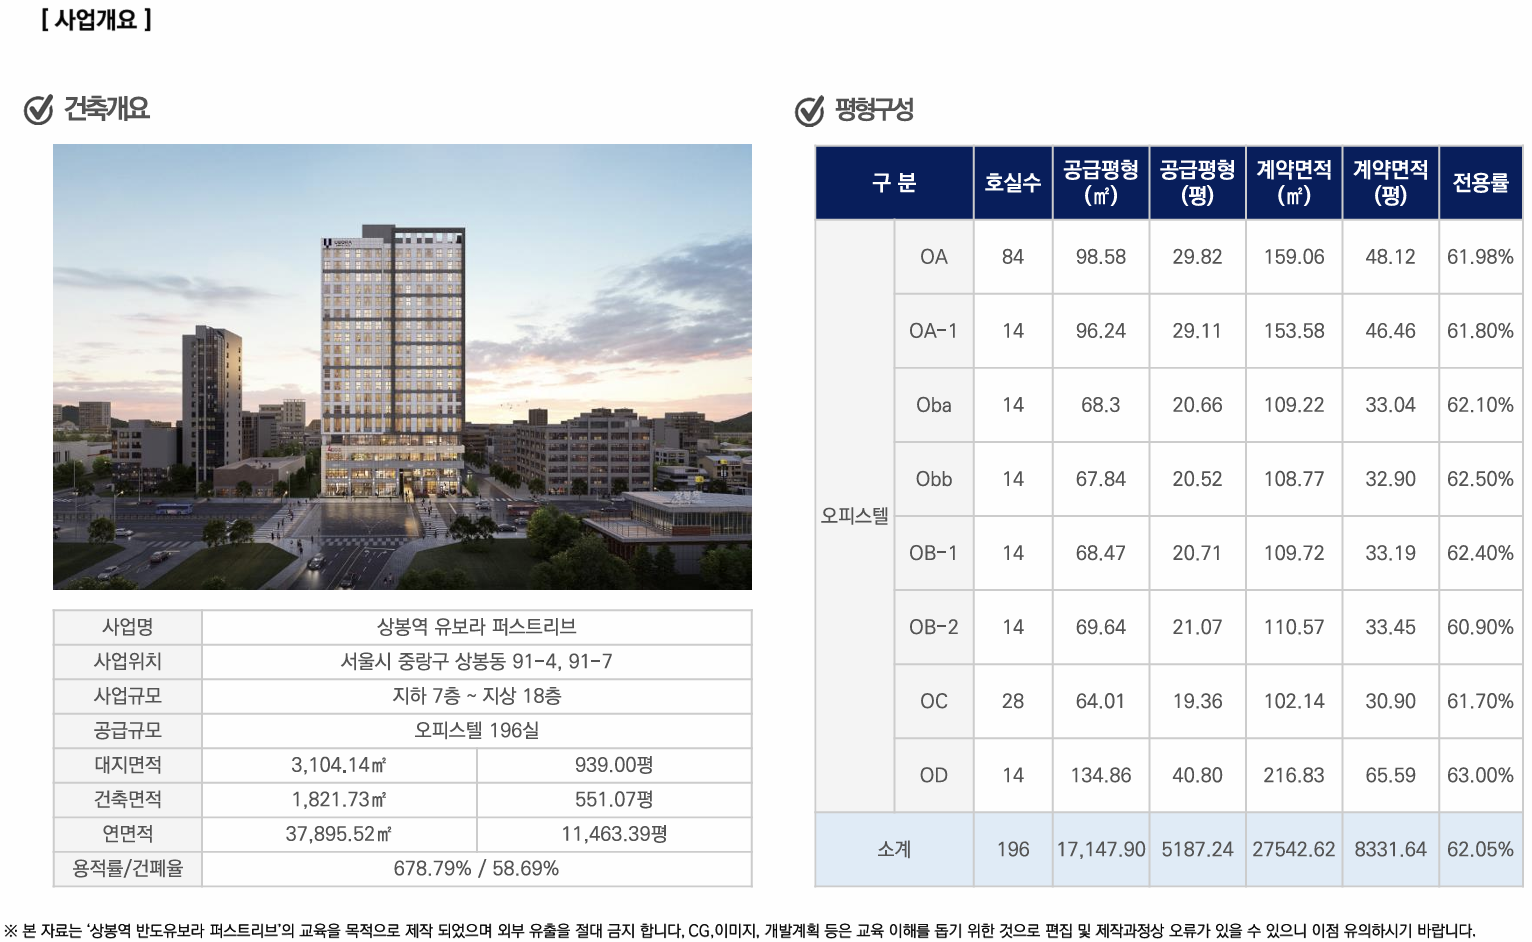 [ 사업개요 ]
건축개요
사업명 상봉역 유보라 퍼스트리브
사업위치 서울시 중랑구 상봉동 91-4, 91-7
사업규모 지하 7층 ~ 지상 18층
공급규모 오피스텔 196실
대지면적 3,104.14㎡ 939.00평
건축면적 1,821.73㎡ 551.07평
연면적 37,895.52㎡ 11,463.39평
용적률/건폐율 678.79% / 58.69%
평형구성
구 분 호실수 공급평형(㎡) 공급평형(평) 계약면적(㎡) 계약면적(평) 전용률
오피스텔
OA 84 98.58 29.82 159.06 48.12 61.98%
OA-1 14 96.24 29.11 153.58 46.46 61.80%
Oba 14 68.3 20.66 109.22 33.04 62.10%
Obb 14 67.84 20.52 108.77 32.90 62.50%
OB-1 14 68.47 20.71 109.72 33.19 62.40%
OB-2 14 69.64 21.07 110.57 33.45 60.90%
OC 28 64.01 19.36 102.14 30.90 61.70%
OD 14 134.86 40.80 216.83 65.59 63.00%
소계 196 17,147.90 5187.24 27542.62 8331.64 62.05%
※ 본 자료는 ‘상봉역 반도유보라 퍼스트리브’의 교육을 목적으로 제작 되었으며 외부 유출을 절대 금지 합니다, CG,이미지, 개발계획 등은 교육 이해를 돕기 위한 것으로 편집 및 제작과정상 오류가 있을 수 있으니 이점 유의하시기 바랍니다.